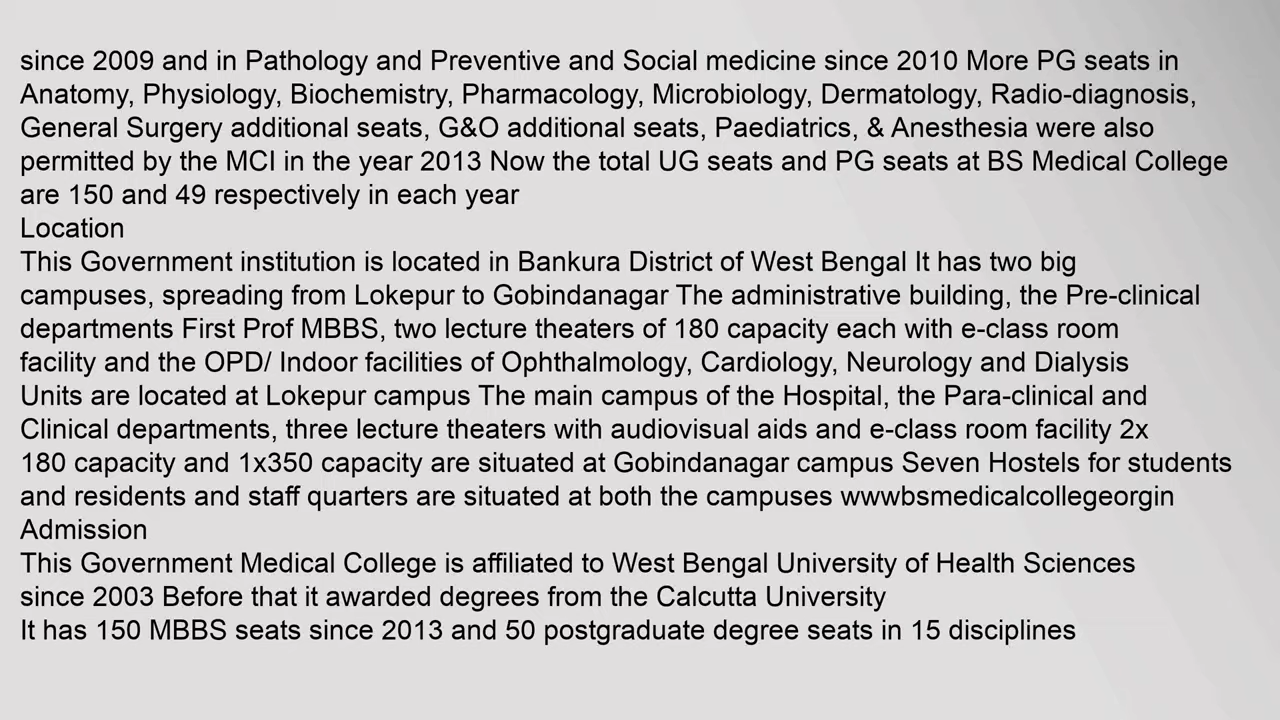 since 2009 and in Pathology and Preventive and Social medicine since 2010 More PG seats in
Anatomy, Physiology, Biochemistry, Pharmacology, Microbiology, Dermatology, Radio-diagnosis,
General Surgery additional seats, G&O additional seats, Paediatrics, & Anesthesia were also
permitted by the MCI in the year 2013 Now the total UG seats and PG seats at BS Medical College
are 150 and 49 respectively in each year
Location
This Government institution is located in Bankura District of West Bengal It has two big
campuses, spreading from Lokepur to Gobindanagar The administrative building, the Pre-clinical
departments First Prof MBBS, two lecture theaters of 180 capacity each with e-class room
facility and the OPD/ Indoor facilities of Ophthalmology, Cardiology, Neurology and Dialysis
Units are located at Lokepur campus The main campus of the Hospital, the Para-clinical and
Clinical departments, three lecture theaters with audiovisual aids and e-class room facility 2x
180 capacity and 1x350 capacity are situated at Gobindanagar campus Seven Hostels for students
and residents and staff quarters are situated at both the campuses wwwbsmedicalcollegeorgin
Admission
This Government Medical College is affiliated to West Bengal University of Health Sciences
since 2003 Before that it awarded degrees from the Calcutta University
It has 150 MBBS seats since 2013 and 50 postgraduate degree seats in 15 disciplines